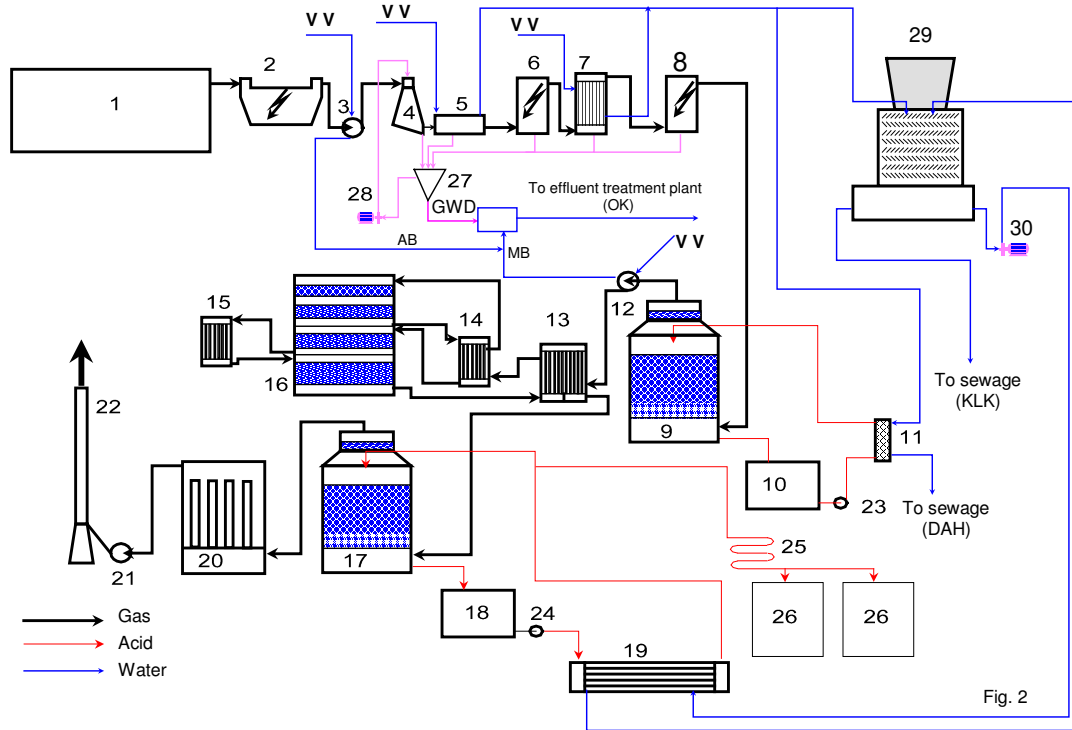 V V
V V
V V
29
2
6
7
8
1
3
4
5
28
27
To effluent treatment plant
(OK)
GWD
30
AB
MB
V V
15
14
13
12
16
To sewage
(KLK)
22
9
11
10
23
To sewage
(DAH)
25
20
17
21
18
24
26
26
Gas
Acid
Water
19
Fig. 2